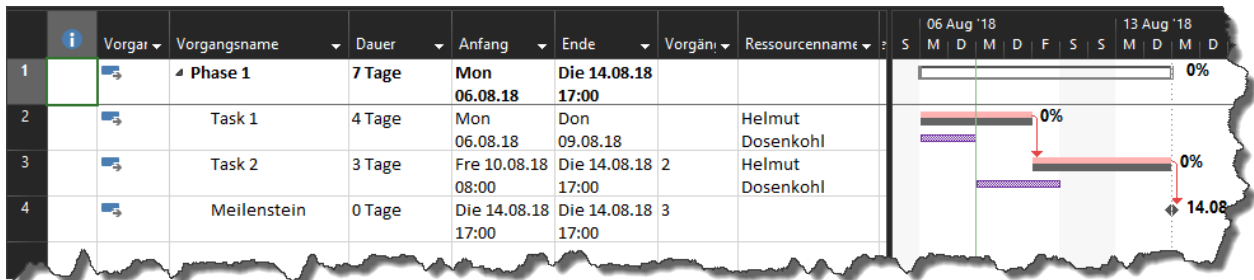 06 Aug '18 13 Aug '18
Vorgar Vorgangsname Dauer Anfang Ende Vorgäng Ressourcenname S M D M D F S S M D M D
1 Phase 1 7 Tage Mon 06.08.18 Die 14.08.18 17:00 0%
2 Task 1 4 Tage Mon 06.08.18 Don 09.08.18 Helmut Dosenkohl 0%
3 Task 2 3 Tage Fre 10.08.18 08:00 Die 14.08.18 17:00 2 Helmut Dosenkohl 0%
4 Meilenstein 0 Tage Die 14.08.18 17:00 Die 14.08.18 17:00 3 14.08